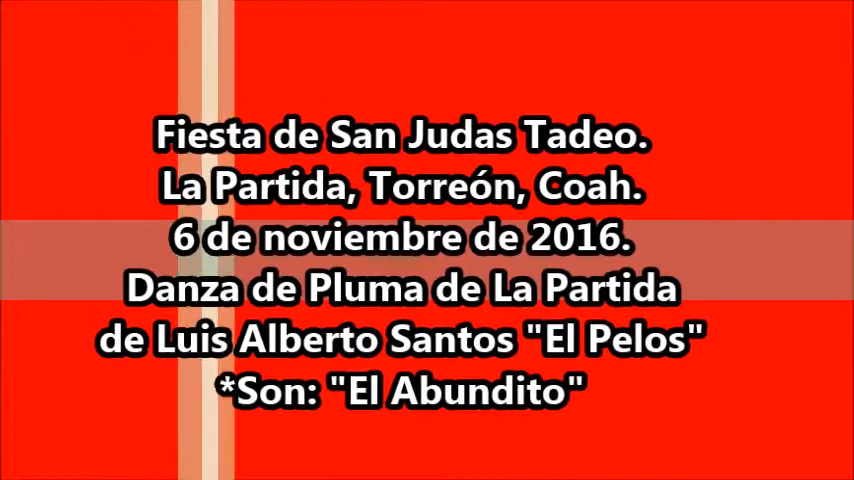 Fiesta de San Judas Tadeo.
La Partida, Torreón, Coah.
6 de noviembre de 2016.
Danza de Pluma de La Partida
de Luis Alberto Santos "El Pelos"
*Son: "El Abundito"